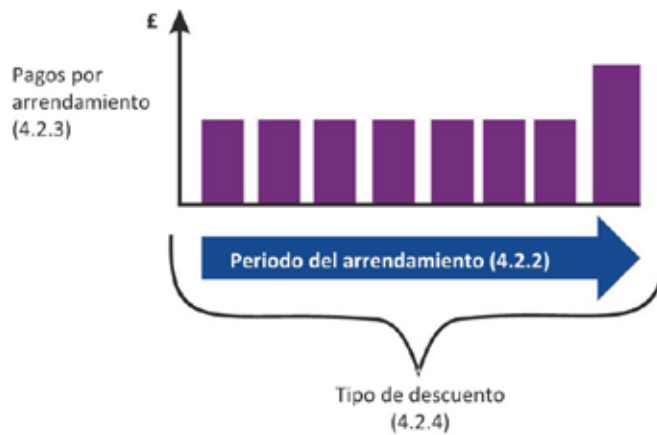 £
Pagos por
arrendamiento
(4.2.3)
Periodo del arrendamiento (4.2.2)
Tipo de descuento
(4.2.4)